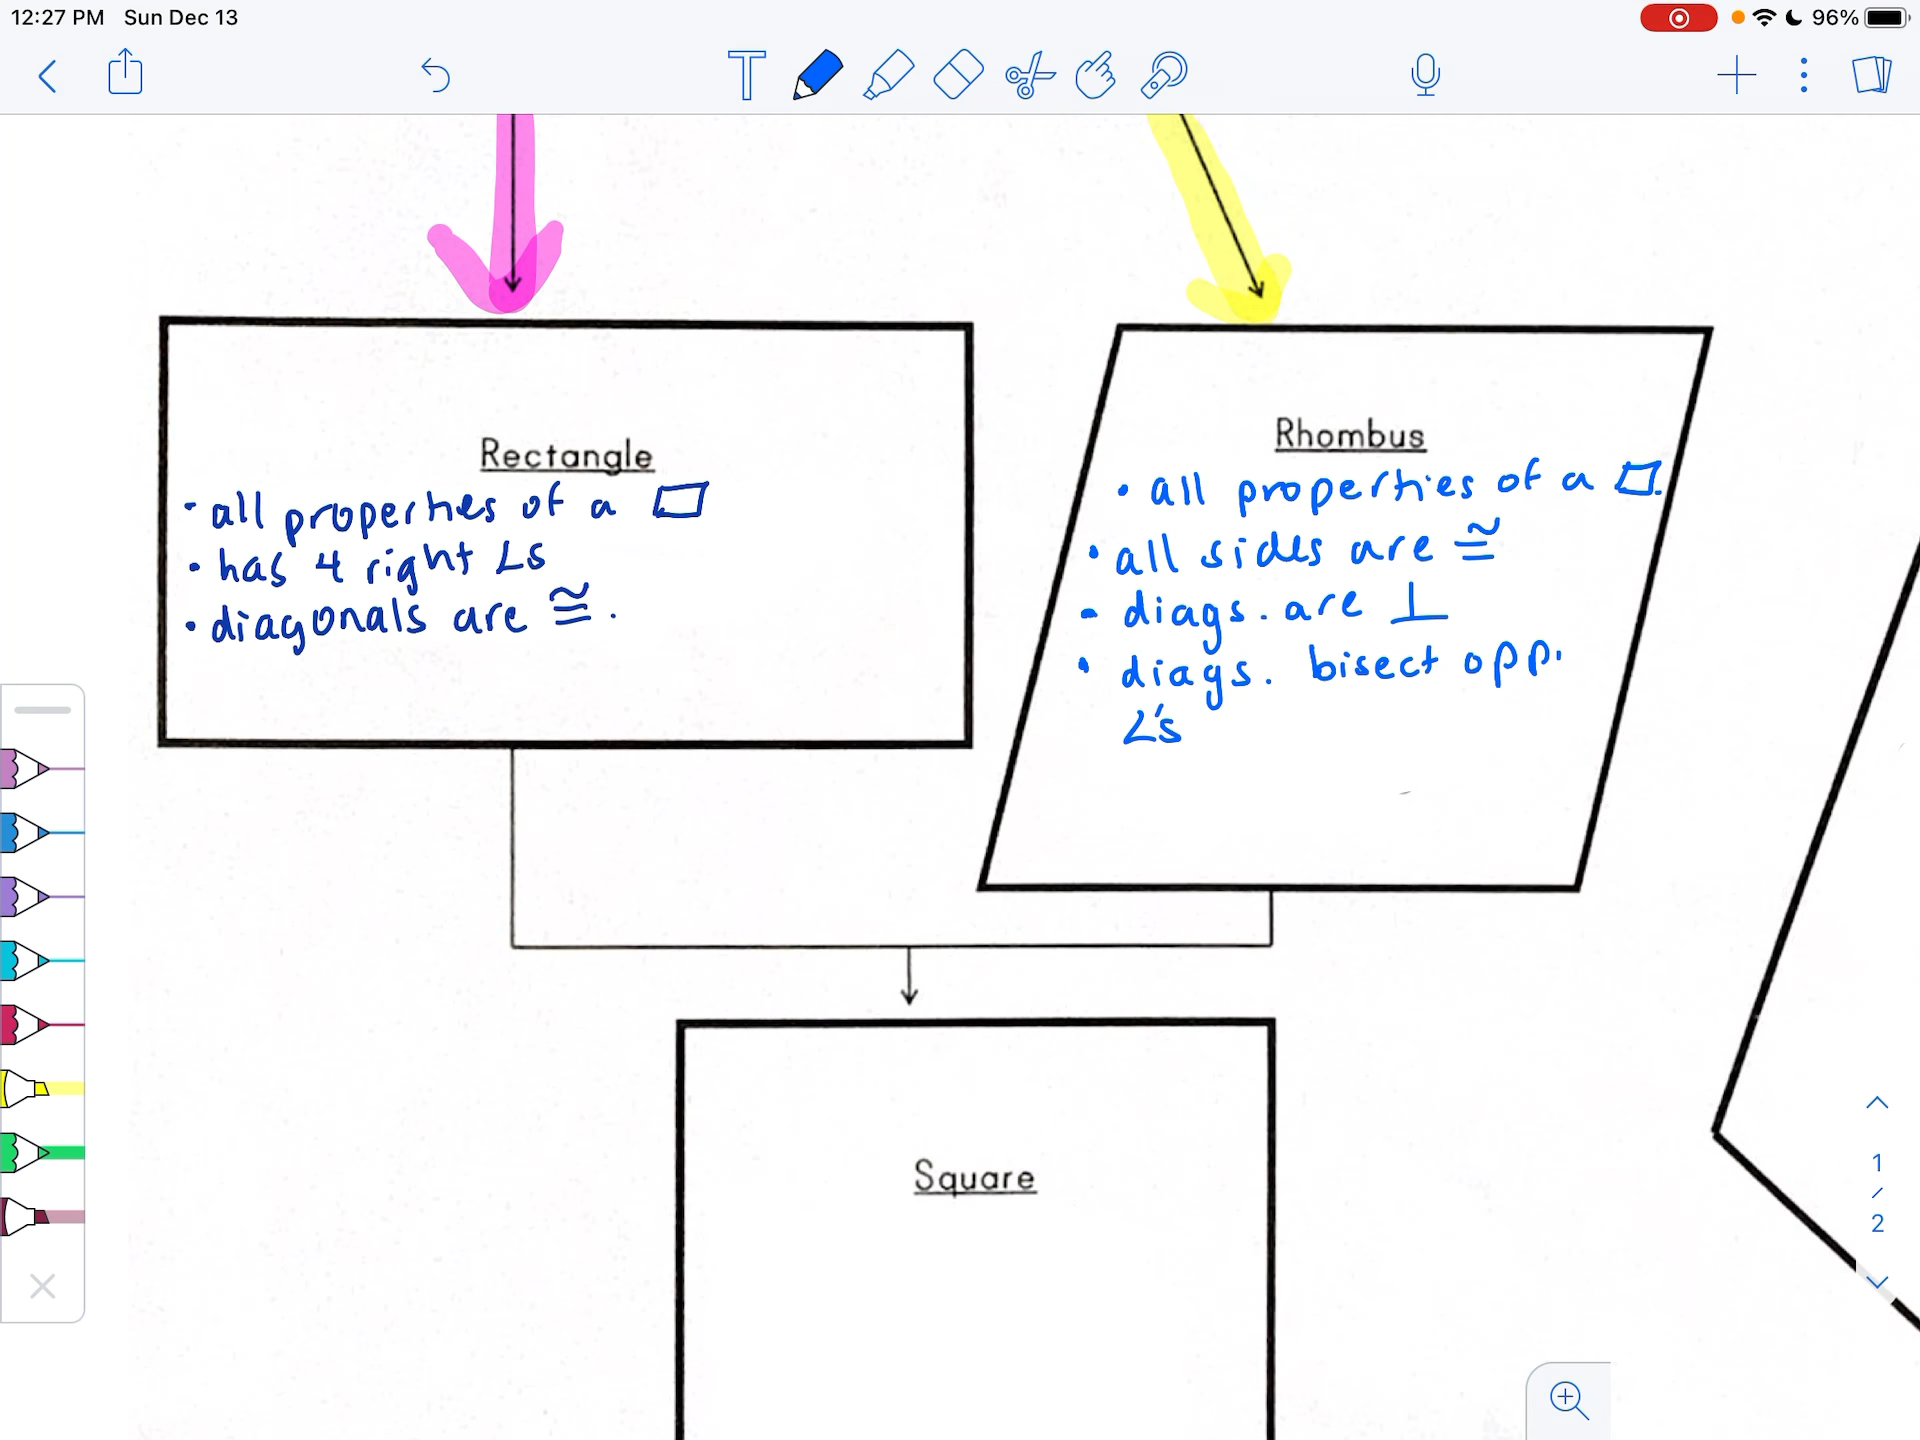 12:27 PM Sun Dec 13
96%
T
Rectangle
· all properties of a ▱
· has 4 right ∠s
· diagonals are ≅.
Rhombus
· all properties of a ▱.
· all sides are ≅
- diags. are ⊥
· diags. bisect opp.
∠'s
Square
1
/
2